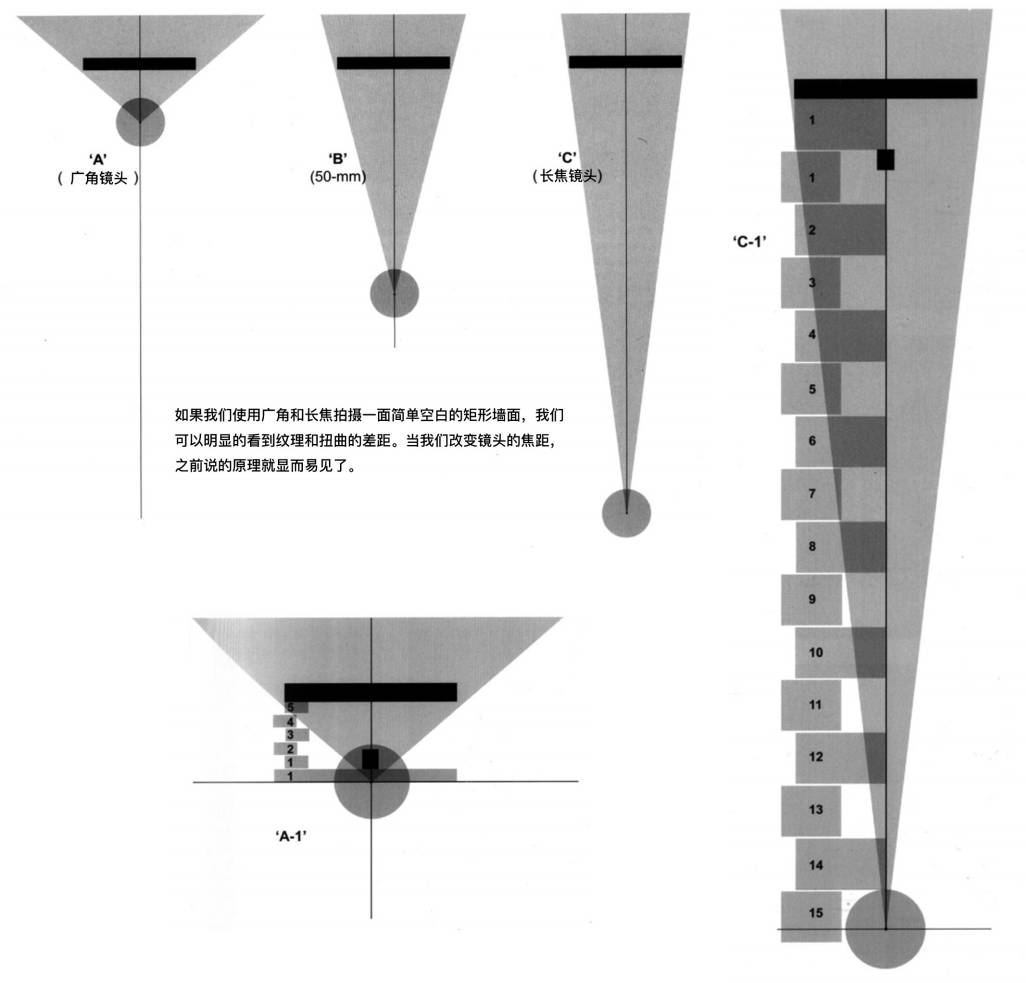 ‘A’
( 广角镜头 )
‘B’
(50-mm)
‘C’
(长焦镜头)
如果我们使用广角和长焦拍摄一面简单空白的矩形墙面，我们
可以明显的看到纹理和扭曲的差距。当我们改变镜头的焦距，
之前说的原理就显而易见了。
5
4
3
2
1
1
‘A-1’
‘C-1’
1
1
2
3
4
5
6
7
8
9
10
11
12
13
14
15